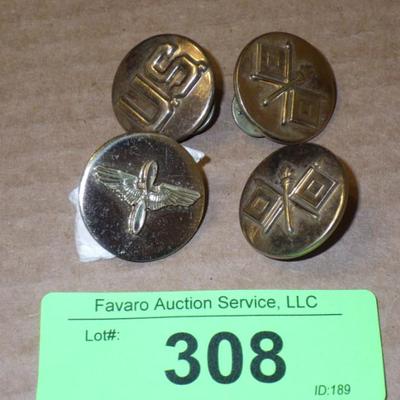 U.S.
Favaro Auction Service, LLC
Lot#:
308
ID:189